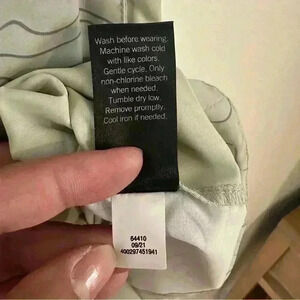 Wash before wearing.
Machine wash cold
with like colors.
Gentle cycle. Only
non-chlorine bleach
when needed.
Tumble dry low.
Remove promptly.
Cool iron if needed.
64410
09/21
400297451941